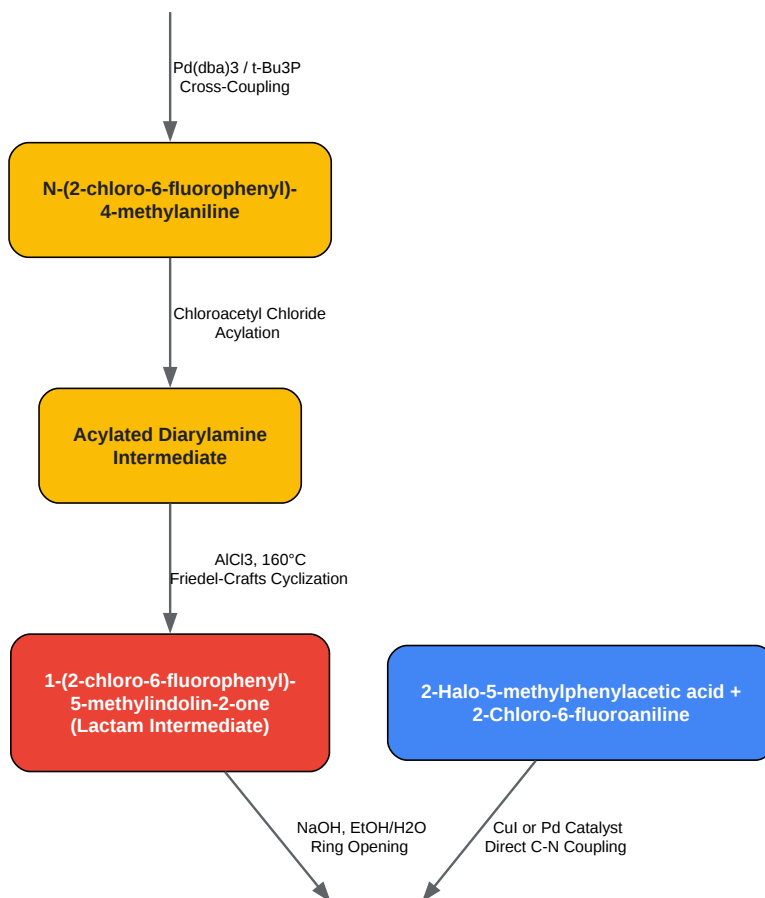 Pd(dba)3 / t-Bu3P
Cross-Coupling
N-(2-chloro-6-fluorophenyl)-
4-methylaniline
Chloroacetyl Chloride
Acylation
Acylated Diarylamine
Intermediate
AlCl3, 160°C
Friedel-Crafts Cyclization
1-(2-chloro-6-fluorophenyl)-
5-methylindolin-2-one
(Lactam Intermediate)
2-Halo-5-methylphenylacetic acid +
2-Chloro-6-fluoroaniline
NaOH, EtOH/H2O
Ring Opening
CuI or Pd Catalyst
Direct C-N Coupling